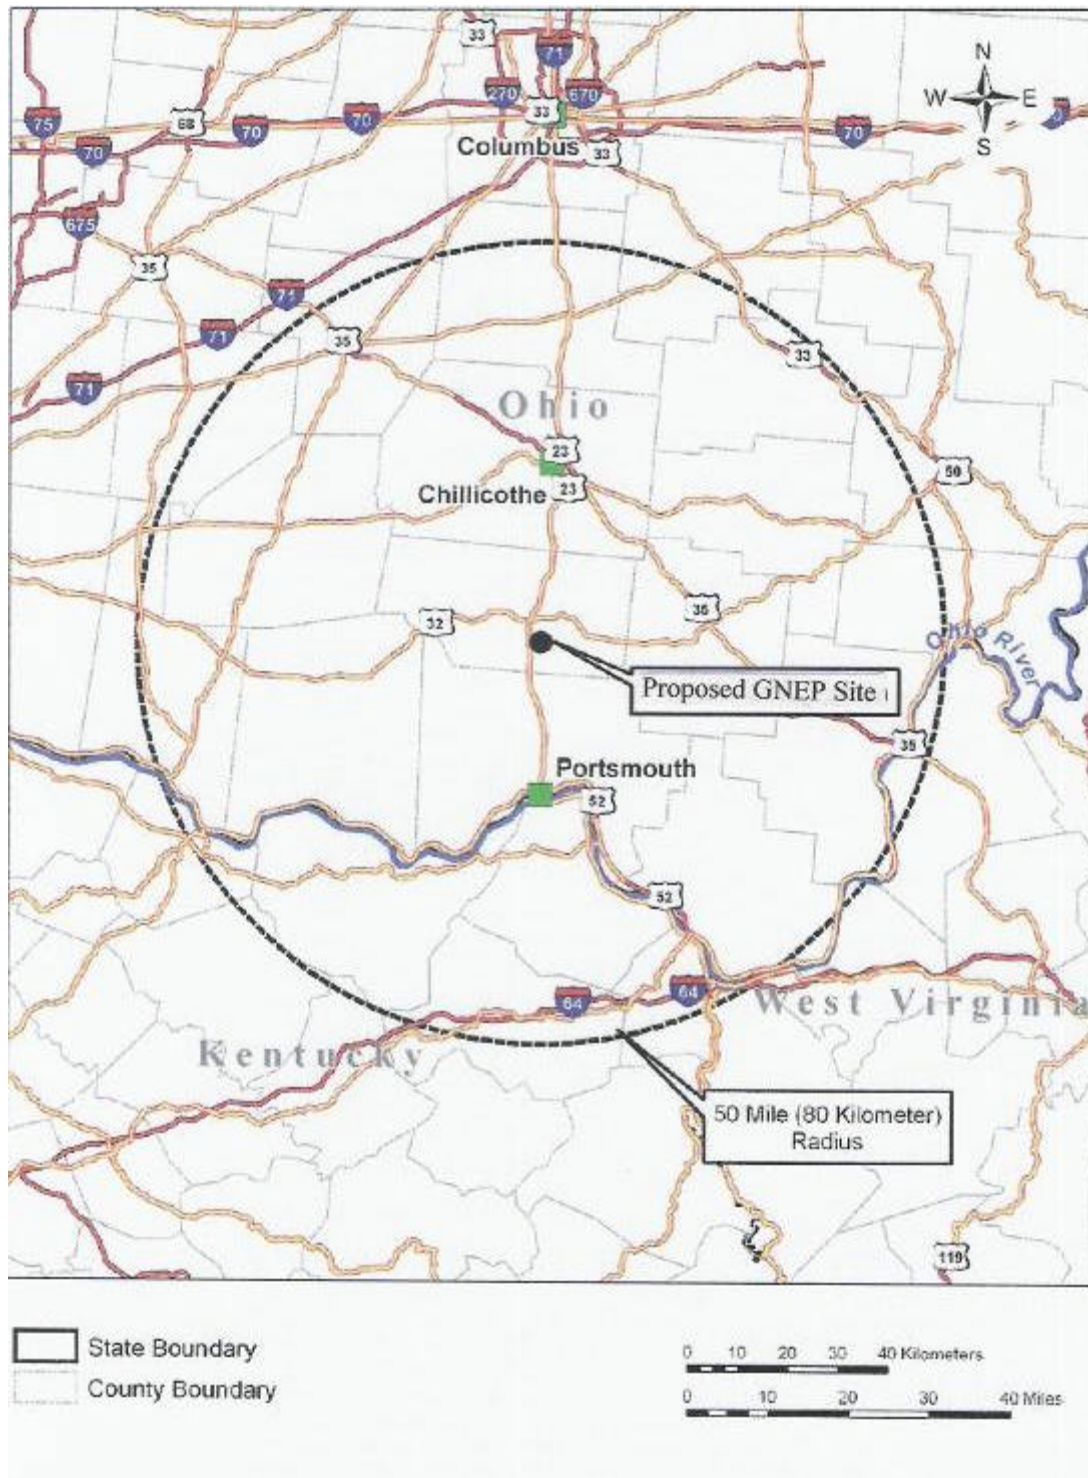 33
71
N
270
670
W E
75
68
33
70
70
70
70
Columbus
33
S
675
35
71
71
35
33
71
Ohio
23
50
Chillicothe
23
32
35
Ohio River
Proposed GNEP Site
35
Portsmouth
52
52
64
64
West Virginia
Kentucky
50 Mile (80 Kilometer)
Radius
119
State Boundary
0 10 20 30 40 Kilometers
County Boundary
0 10 20 30 40 Miles